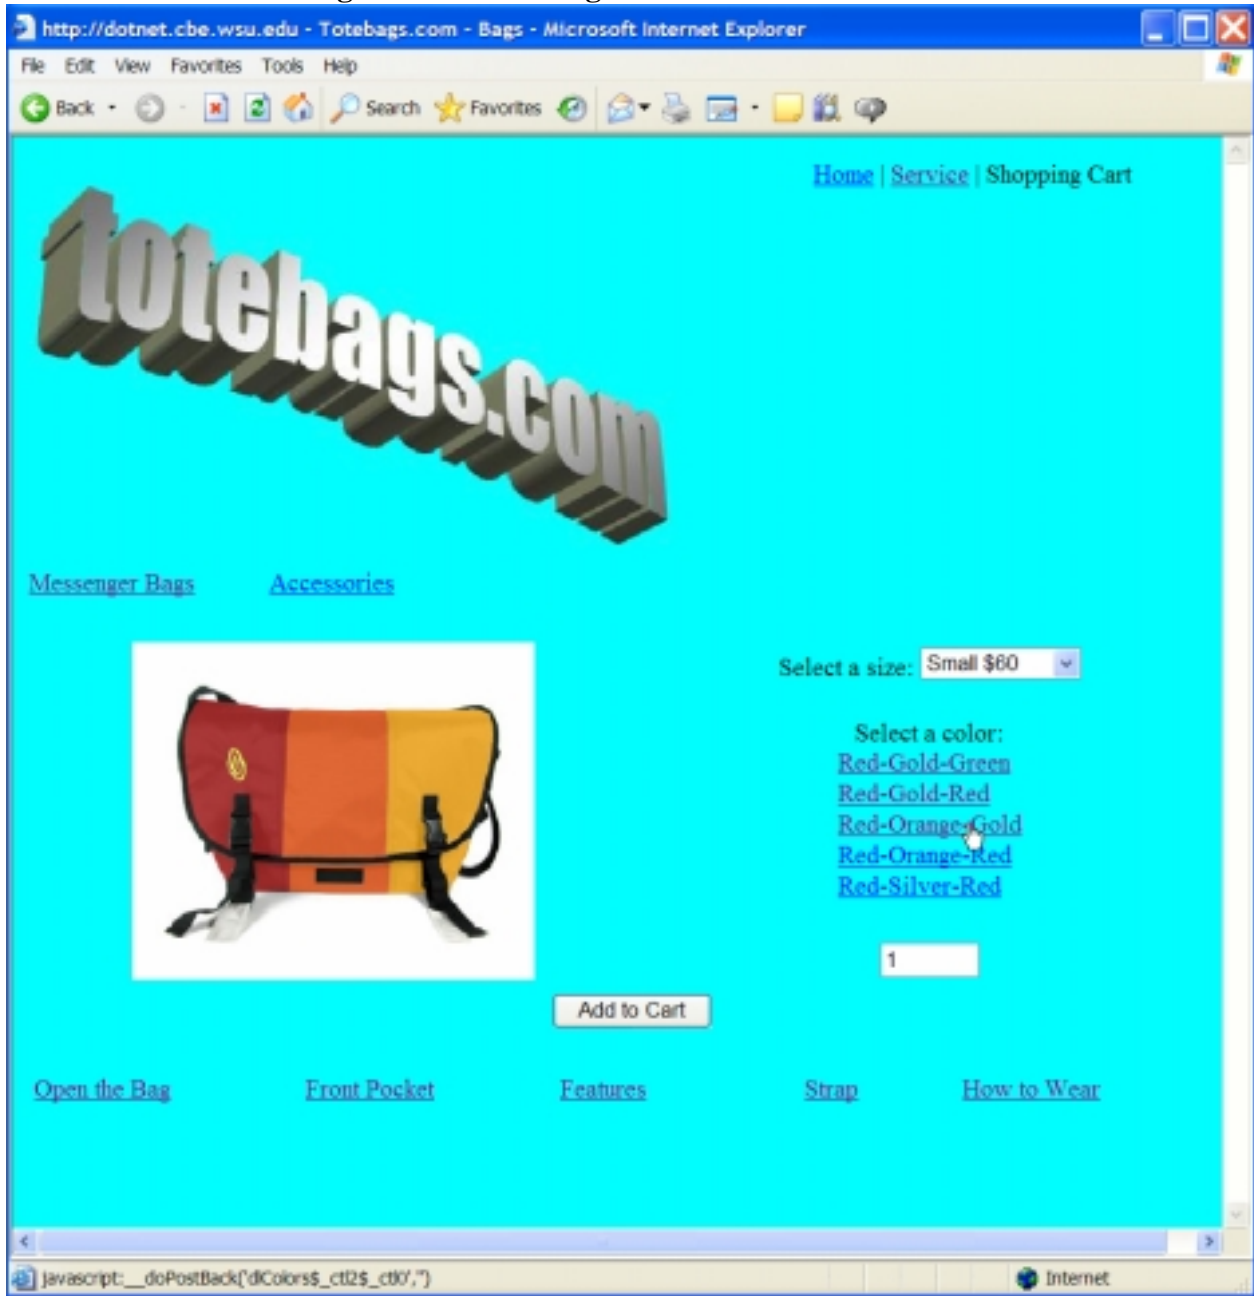 http://dotnet.cbe.wsu.edu - Totebags.com - Bags - Microsoft Internet Explorer
File Edit View Favorites Tools Help
Back Search Favorites
Home | Service | Shopping Cart
totebags.com
Messenger Bags Accessories
Select a size: Small $60
Select a color:
Red-Gold-Green
Red-Gold-Red
Red-Orange-Gold
Red-Orange-Red
Red-Silver-Red
1
Add to Cart
Open the Bag Front Pocket Features Strap How to Wear
javascript:__doPostBack('dlColors$_ctl2$_ctl0','') Internet